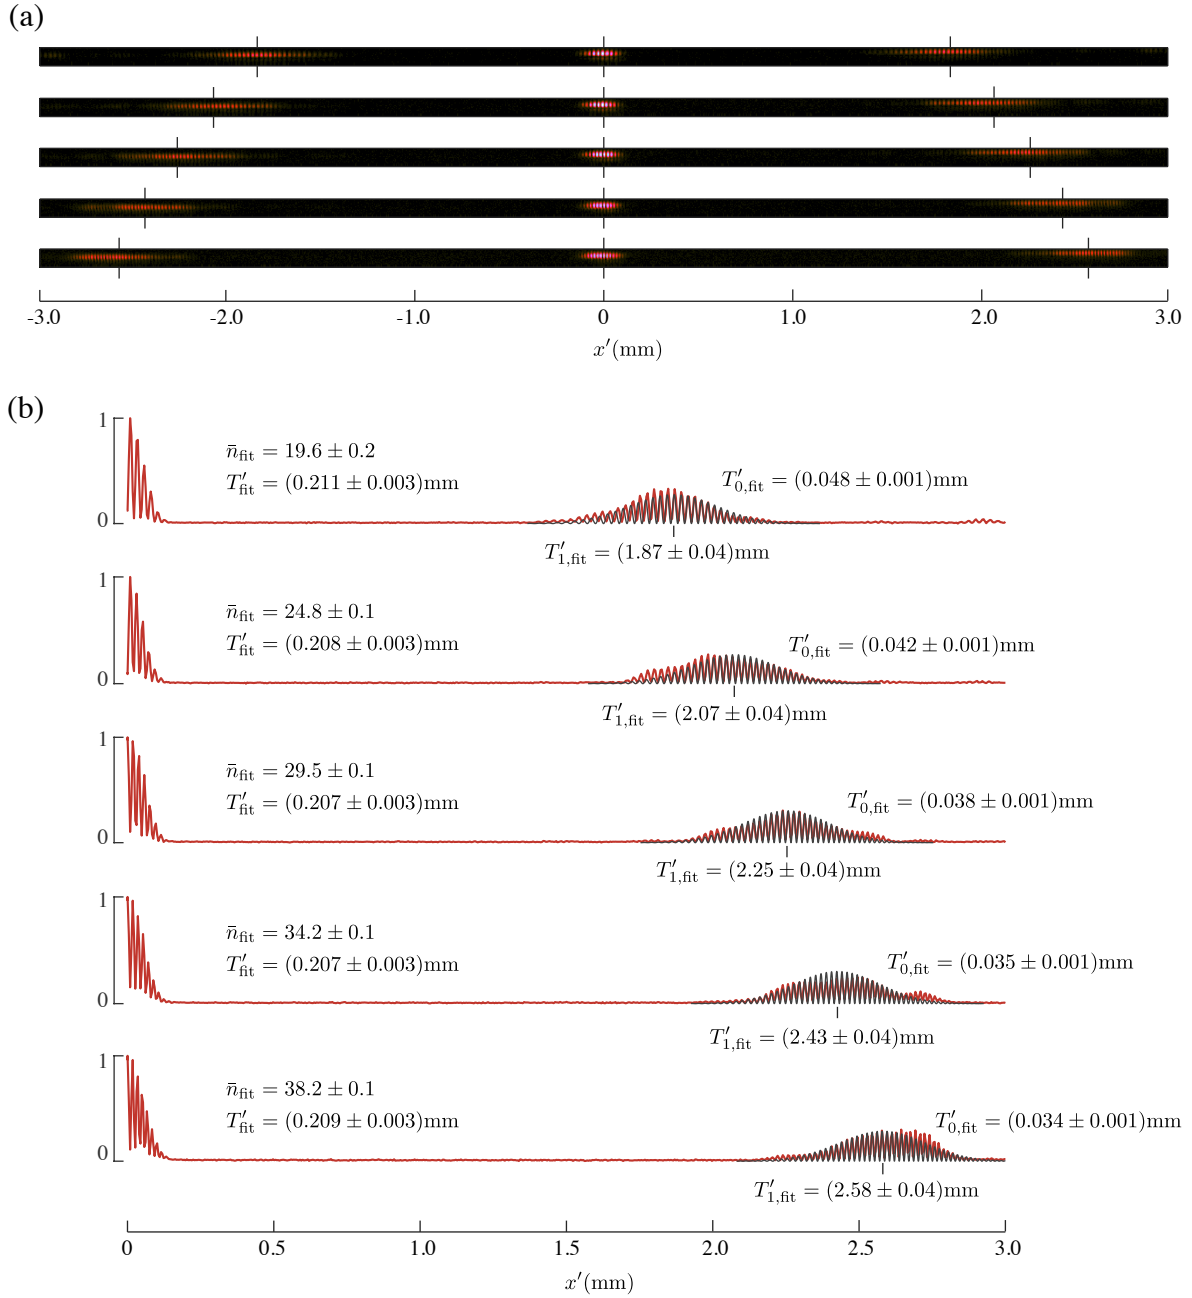 (a)
-3.0 -2.0 -1.0 0 1.0 2.0 3.0
x′(mm)
(b)
1
n̄fit = 19.6 ± 0.2
T′fit = (0.211 ± 0.003)mm
T′0,fit = (0.048 ± 0.001)mm
0
T′1,fit = (1.87 ± 0.04)mm
1
n̄fit = 24.8 ± 0.1
T′fit = (0.208 ± 0.003)mm
T′0,fit = (0.042 ± 0.001)mm
0
T′1,fit = (2.07 ± 0.04)mm
1
n̄fit = 29.5 ± 0.1
T′fit = (0.207 ± 0.003)mm
T′0,fit = (0.038 ± 0.001)mm
0
T′1,fit = (2.25 ± 0.04)mm
1
n̄fit = 34.2 ± 0.1
T′fit = (0.207 ± 0.003)mm
T′0,fit = (0.035 ± 0.001)mm
0
T′1,fit = (2.43 ± 0.04)mm
1
n̄fit = 38.2 ± 0.1
T′fit = (0.209 ± 0.003)mm
T′0,fit = (0.034 ± 0.001)mm
0
T′1,fit = (2.58 ± 0.04)mm
0 0.5 1.0 1.5 2.0 2.5 3.0
x′(mm)